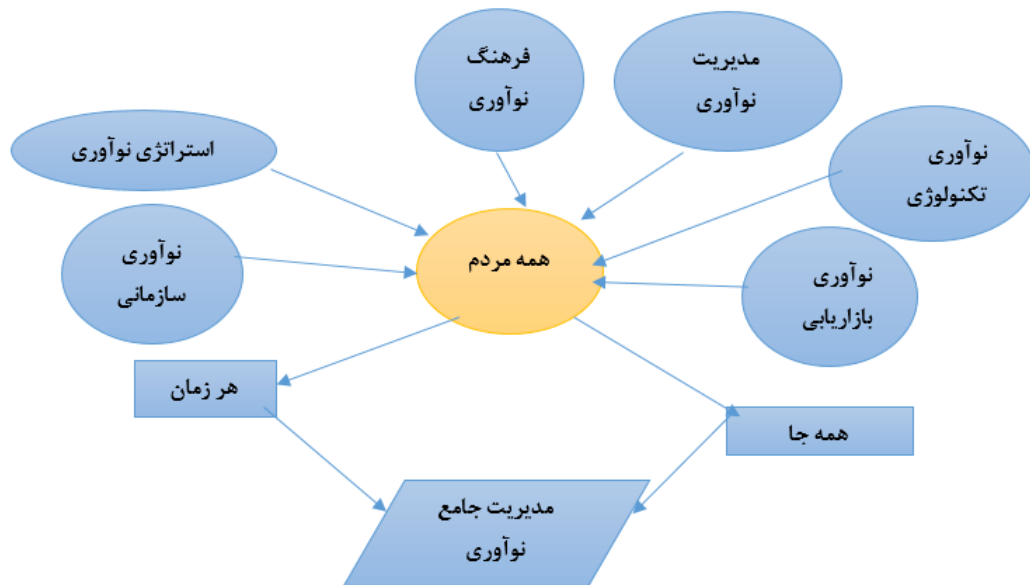 فرهنگ
نوآوری
مدیریت
نوآوری
استراتژی نوآوری
نوآوری
تکنولوژی
نوآوری
سازمانی
همه مردم
نوآوری
بازاریابی
هر زمان
همه جا
مدیریت جامع
نوآوری